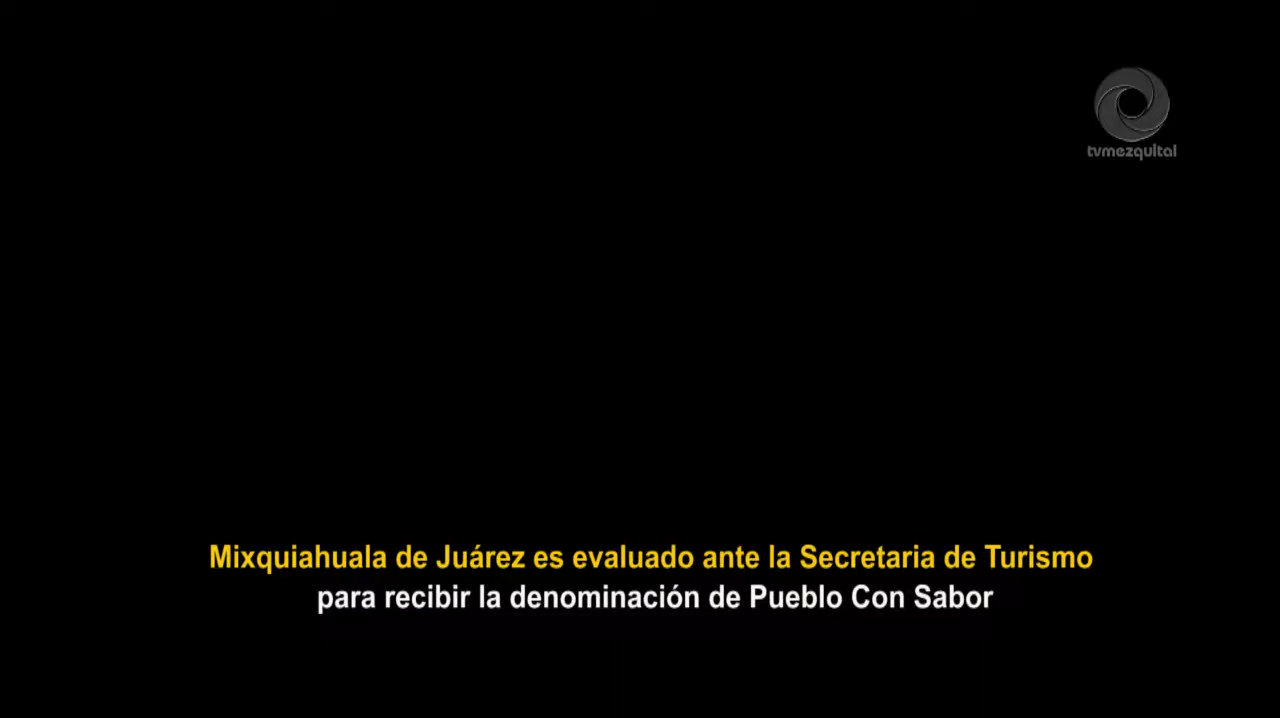 tvmezquital
Mixquiahuala de Juárez es evaluado ante la Secretaria de Turismo
para recibir la denominación de Pueblo Con Sabor